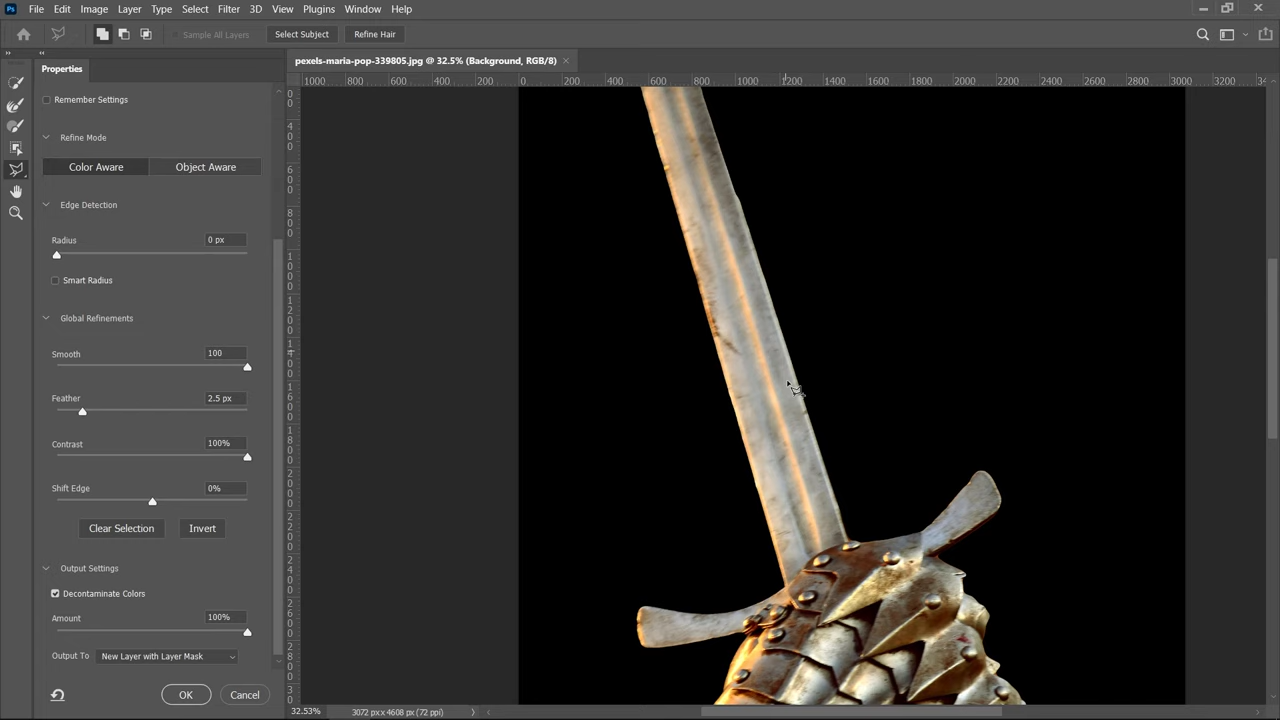 Ps File Edit Image Layer Type Select Filter 3D View Plugins Window Help
Sample All Layers Select Subject Refine Hair
Properties
pexels-maria-pop-339805.jpg @ 32.5% (Background, RGB/8) ×
1000 800 600 400 200 0 200 400 600 800 1000 1200 1400 1600 1800 2000 2200 2400 2600 2800 3000 3200
Remember Settings
Refine Mode
Color Aware Object Aware
Edge Detection
Radius 0 px
Smart Radius
Global Refinements
Smooth 100
Feather 2.5 px
Contrast 100%
Shift Edge 0%
Clear Selection Invert
Output Settings
Decontaminate Colors
Amount 100%
Output To New Layer with Layer Mask
OK Cancel
32.53% 3072 px x 4608 px (72 ppi)